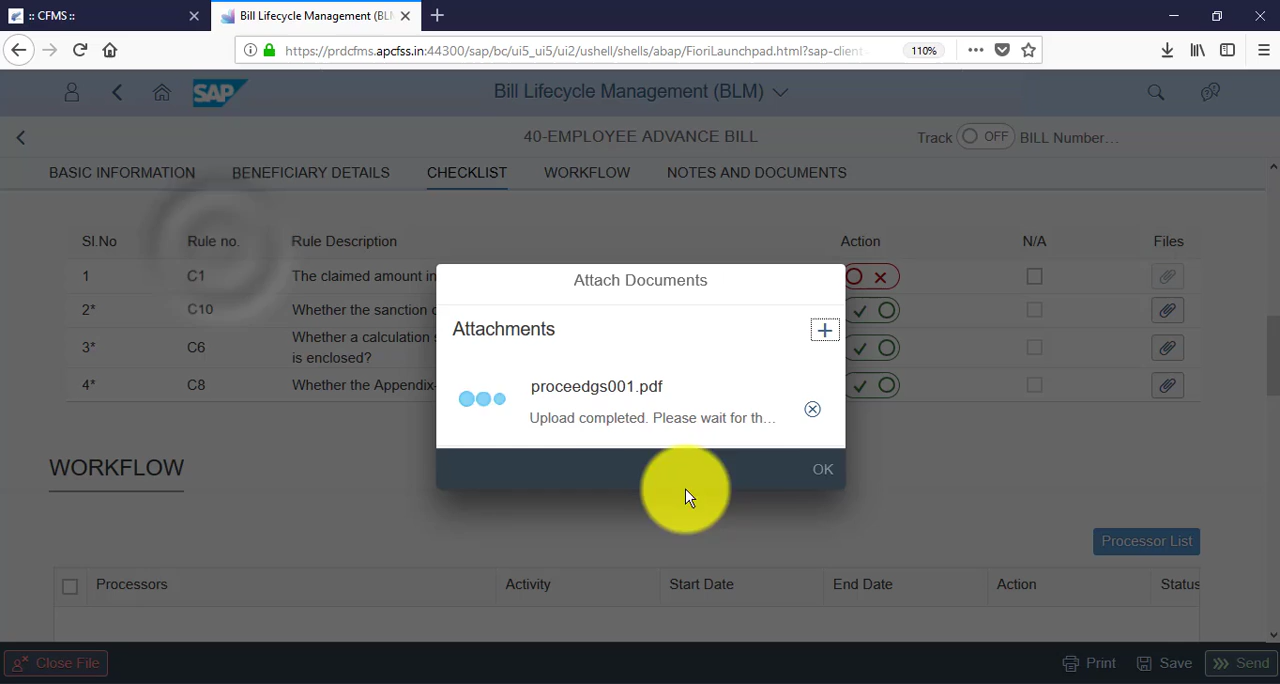 :: CFMS ::
Bill Lifecycle Management (BLM
https://prdcfms.apcfss.in:44300/sap/bc/ui5_ui5/ui2/ushell/shells/abap/FioriLaunchpad.html?sap-client-
110%
SAP
Bill Lifecycle Management (BLM)
40-EMPLOYEE ADVANCE BILL
Track OFF BILL Number...
BASIC INFORMATION BENEFICIARY DETAILS CHECKLIST WORKFLOW NOTES AND DOCUMENTS
Sl.No Rule no. Rule Description Action N/A Files
1 C1 The claimed amount in
2* C10 Whether the sanction
3* C6 Whether a calculation
is enclosed?
4* C8 Whether the Appendix-
Attach Documents
Attachments
proceedgs001.pdf
Upload completed. Please wait for th...
OK
WORKFLOW
Processor List
Processors Activity Start Date End Date Action Status
Close File Print Save Send